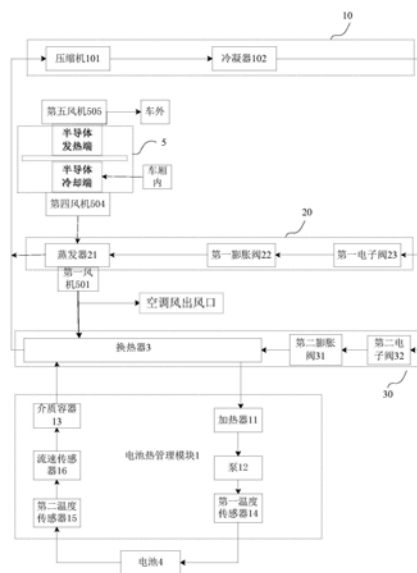 10
压缩机101
冷凝器102
第五风机505
车外
半导体
发热端
5
半导体
冷却端
车厢
内
第四风机504
20
蒸发器21
第一膨胀阀22
第一电子阀23
第一风
机501
空调风出风口
换热器3
第二膨胀
阀31
第二电
子阀32
30
介质容器
13
加热器11
流速传感
器16
电池热管理模块1
泵12
第二温度
传感器15
第一温度
传感器14
电池4